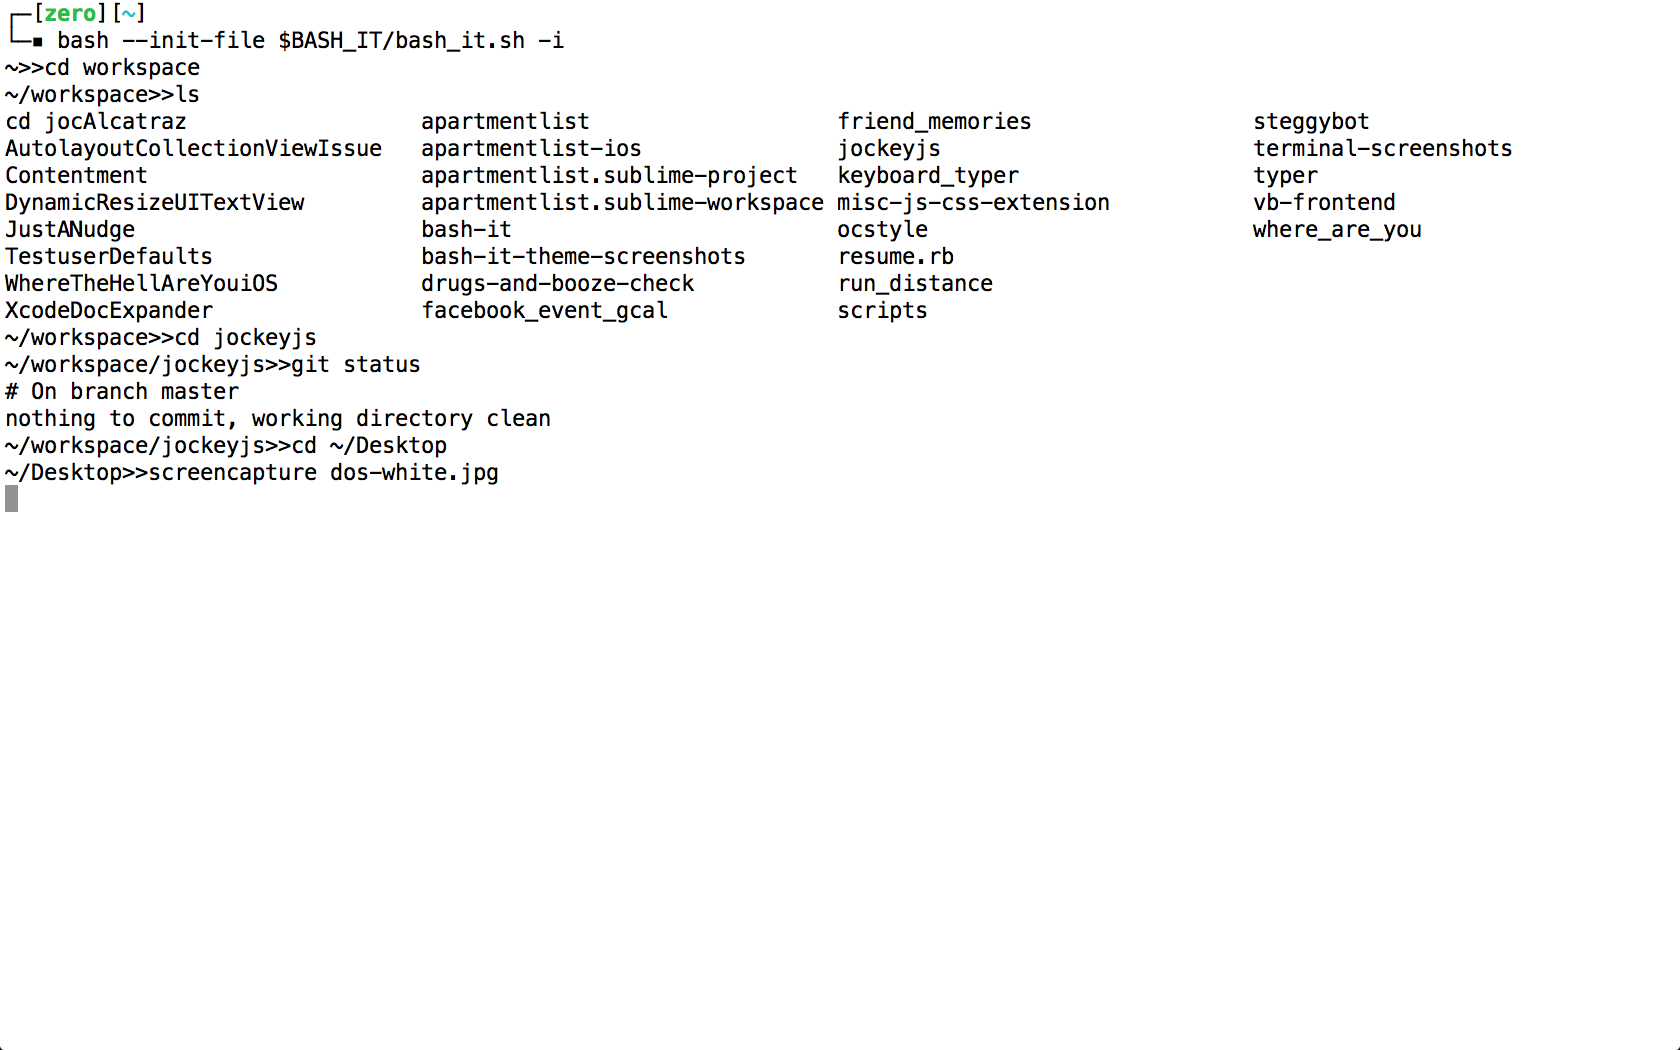 ┌─[zero][~]
└─▪ bash --init-file $BASH_IT/bash_it.sh -i
~>>cd workspace
~/workspace>>ls
cd jocAlcatraz                  apartmentlist                   friend_memories                 steggybot
AutolayoutCollectionViewIssue   apartmentlist-ios               jockeyjs                        terminal-screenshots
Contentment                     apartmentlist.sublime-project   keyboard_typer                  typer
DynamicResizeUITextView         apartmentlist.sublime-workspace misc-js-css-extension           vb-frontend
JustANudge                      bash-it                         ocstyle                         where_are_you
TestuserDefaults                bash-it-theme-screenshots       resume.rb
WhereTheHellAreYouiOS           drugs-and-booze-check           run_distance
XcodeDocExpander                facebook_event_gcal             scripts
~/workspace>>cd jockeyjs
~/workspace/jockeyjs>>git status
# On branch master
nothing to commit, working directory clean
~/workspace/jockeyjs>>cd ~/Desktop
~/Desktop>>screencapture dos-white.jpg